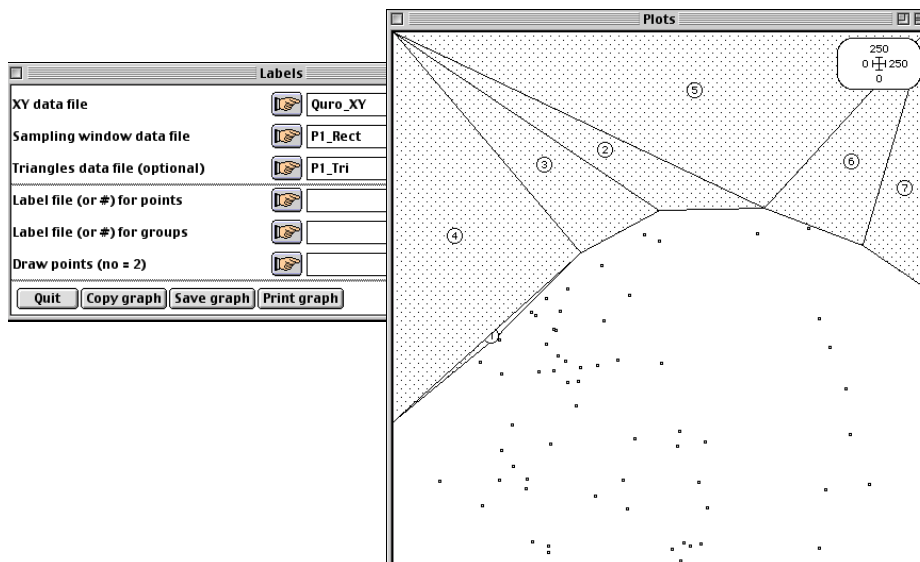 Labels
XY data file
Quro_XY
Sampling window data file
P1_Rect
Triangles data file (optional)
P1_Tri
Label file (or #) for points
Label file (or #) for groups
Draw points (no = 2)
Quit Copy graph Save graph Print graph
Plots
250
0 250
0
5
2
3
6
7
4
1